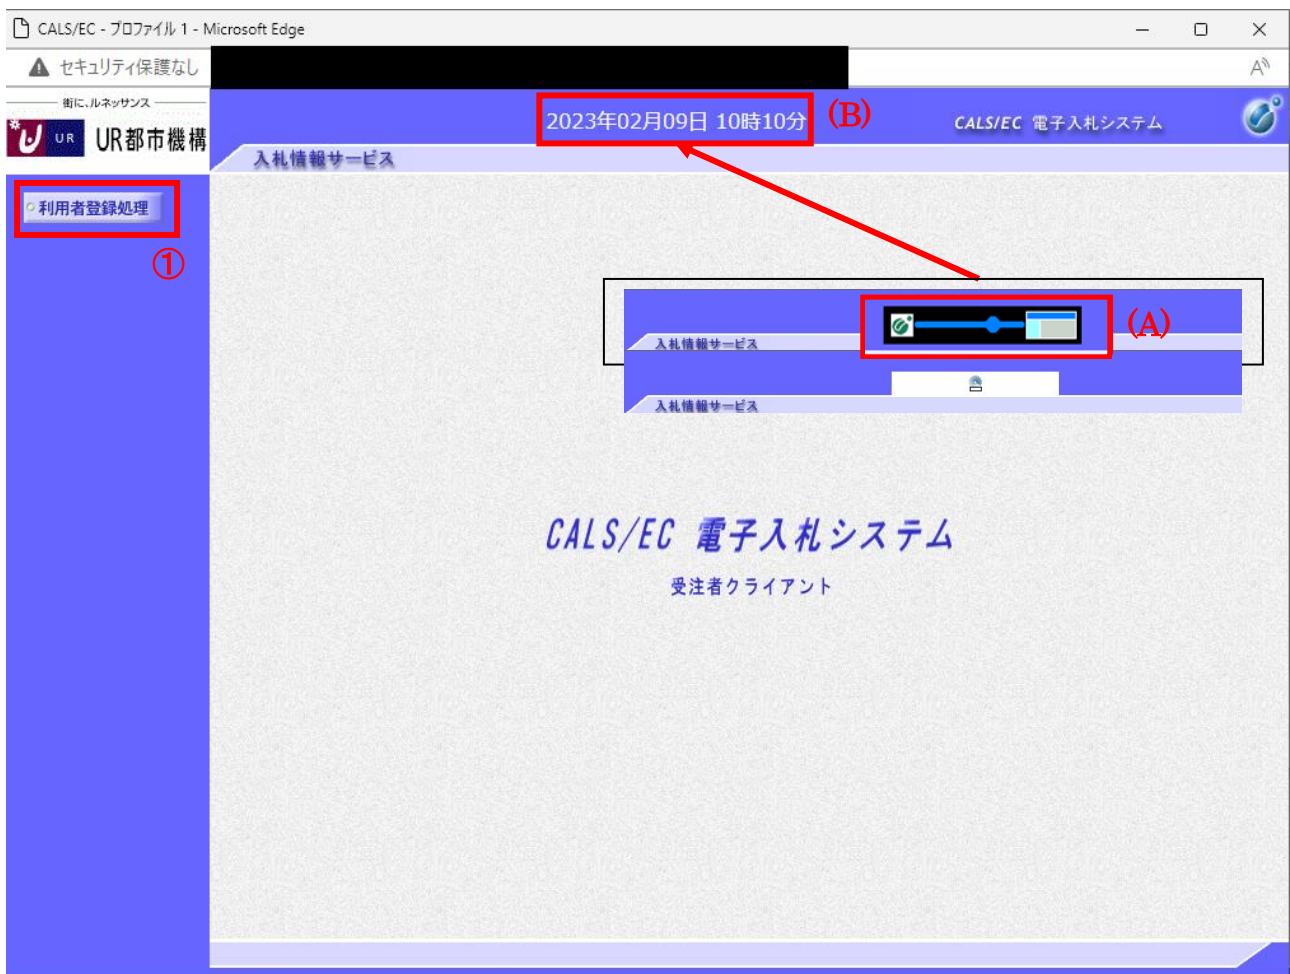 CALS/EC - プロファイル 1 - Microsoft Edge
セキュリティ保護なし
街に、ルネッサンス
UR UR都市機構
2023年02月09日 10時10分 (B)
CALS/EC 電子入札システム
入札情報サービス
利用者登録処理
①
(A)
入札情報サービス
入札情報サービス
CALS/EC 電子入札システム
受注者クライアント